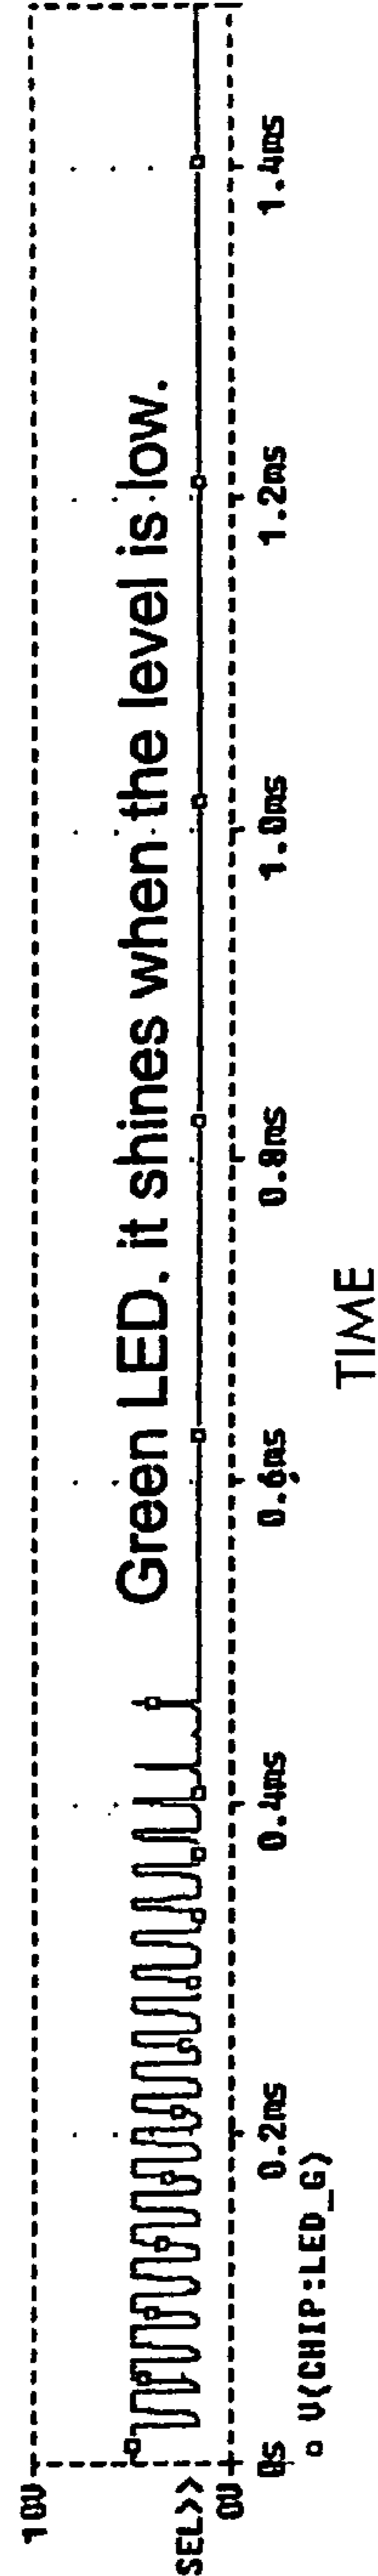 10V
Green LED, it shines when the level is low.
SEL>>
0V
0s 0.2ms 0.4ms 0.6ms 0.8ms 1.0ms 1.2ms 1.4ms
V(CHIP:LED_G)
TIME